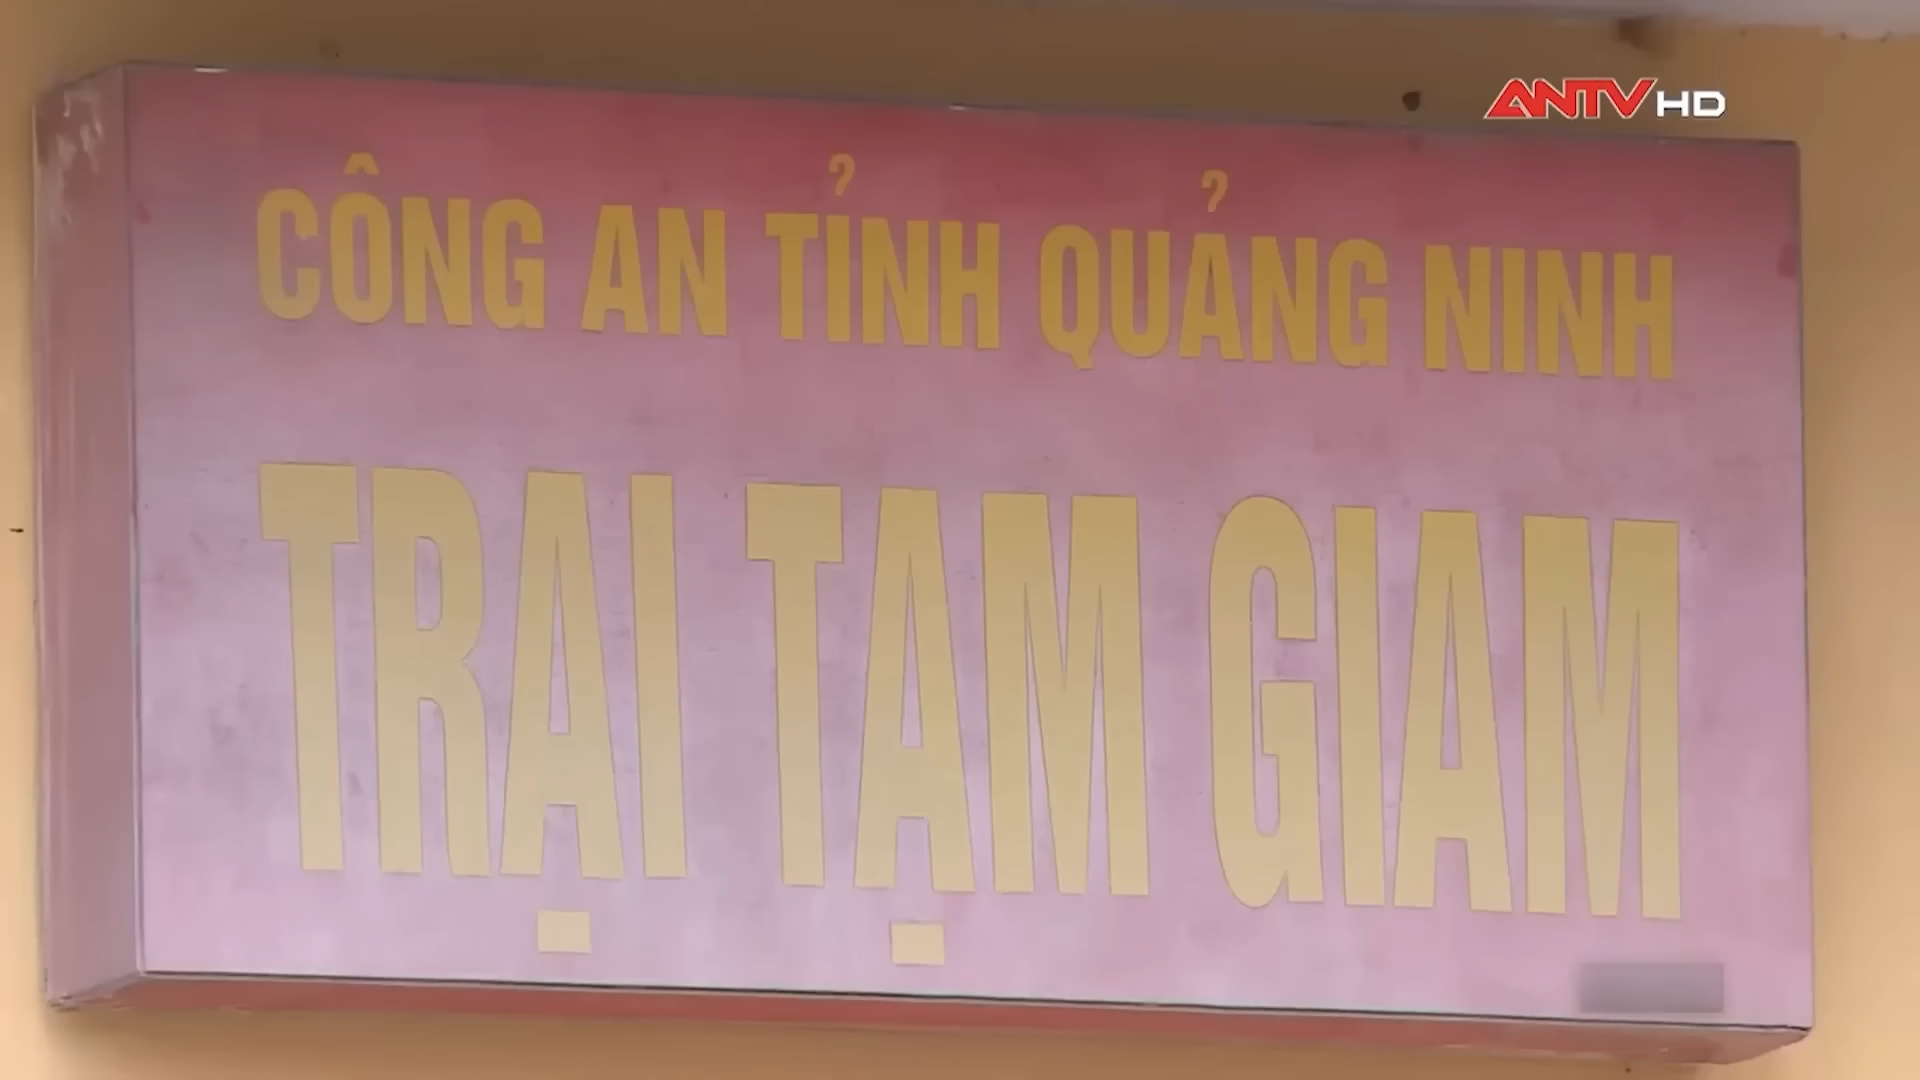 ANTV HD
CÔNG AN TỈNH QUẢNG NINH
TRẠI TẠM GIAM